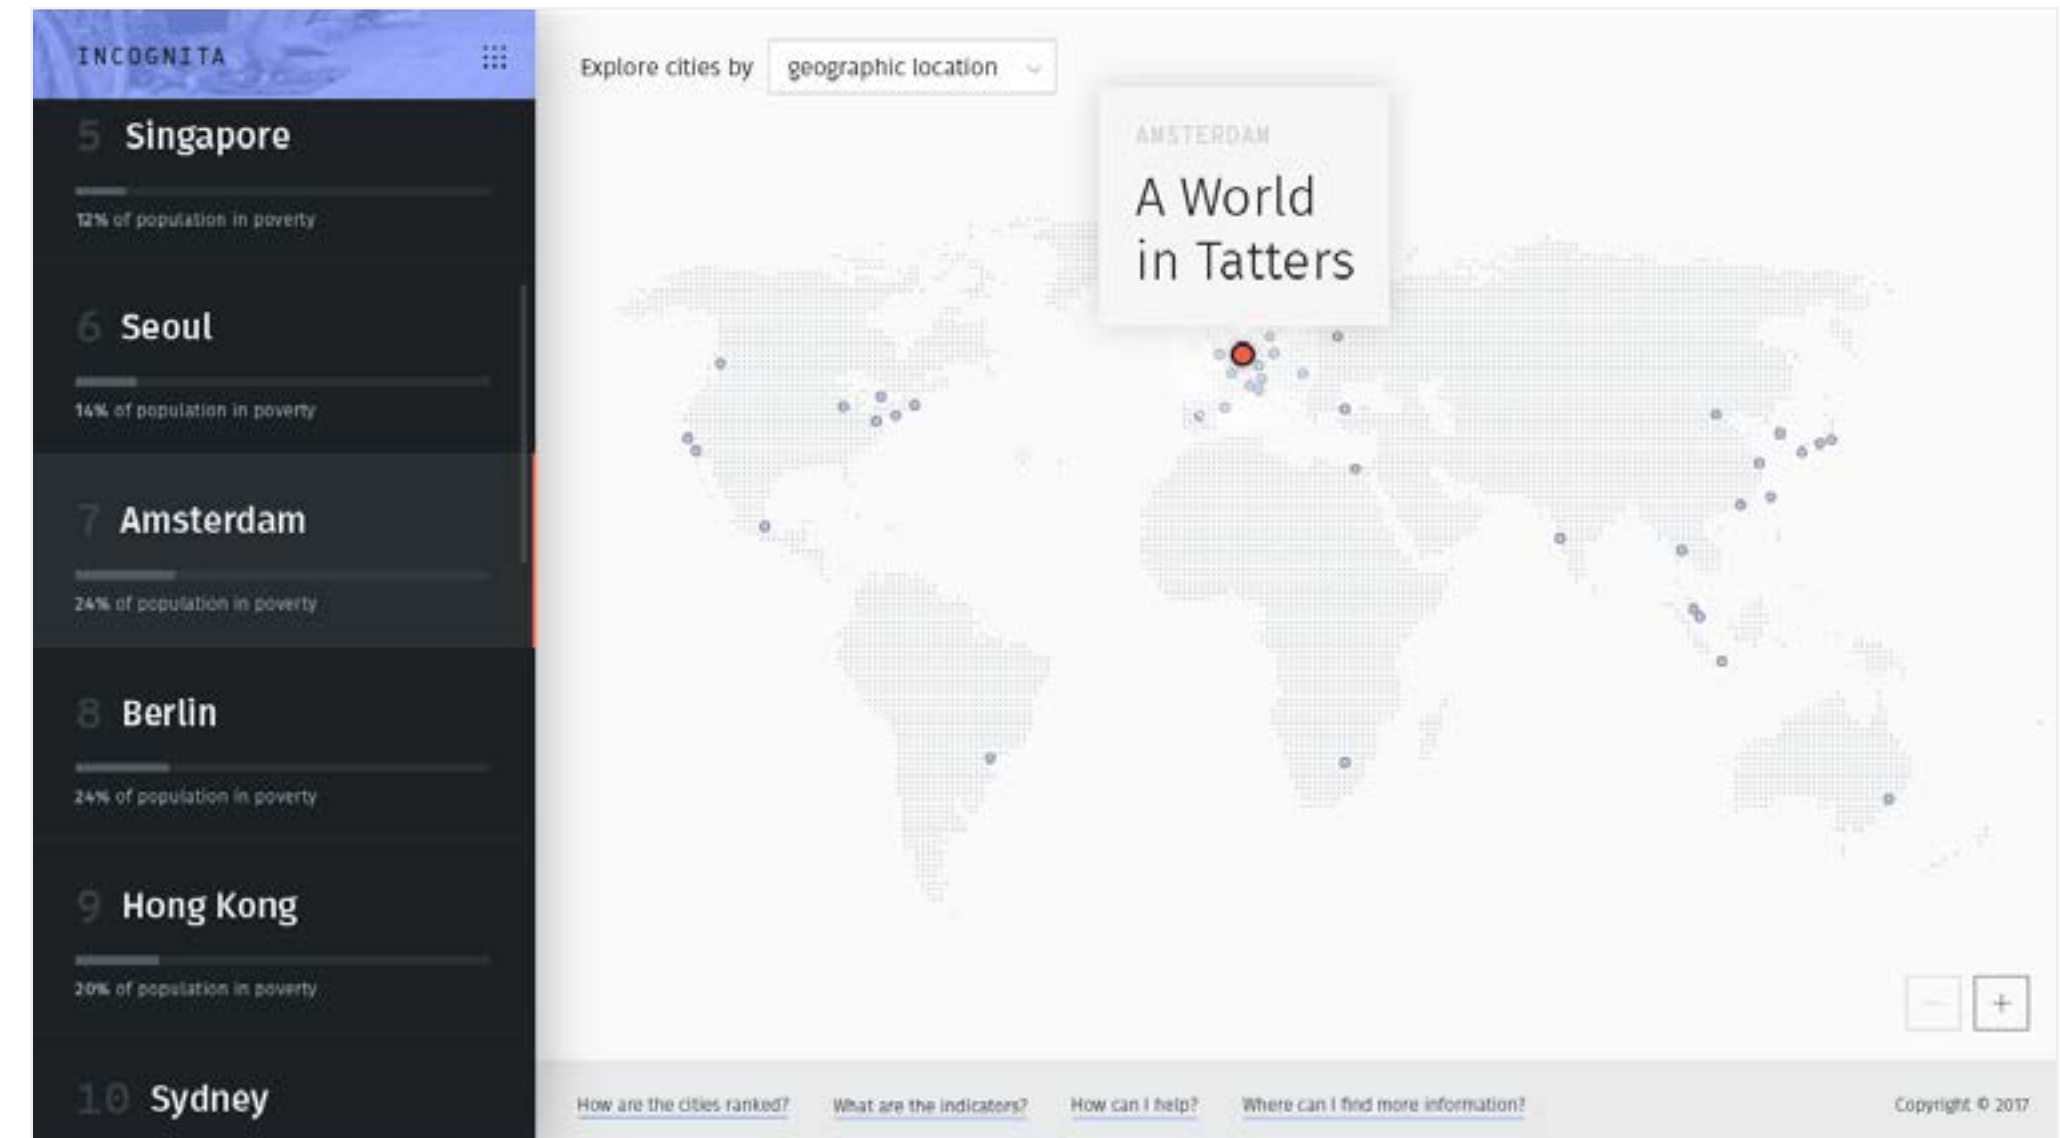 INCOGNITA
5 Singapore
12% of population in poverty
6 Seoul
14% of population in poverty
7 Amsterdam
24% of population in poverty
8 Berlin
24% of population in poverty
9 Hong Kong
20% of population in poverty
10 Sydney
Explore cities by geographic location
AMSTERDAM
A World
in Tatters
How are the cities ranked? What are the indicators? How can I help? Where can I find more information? Copyright © 2017